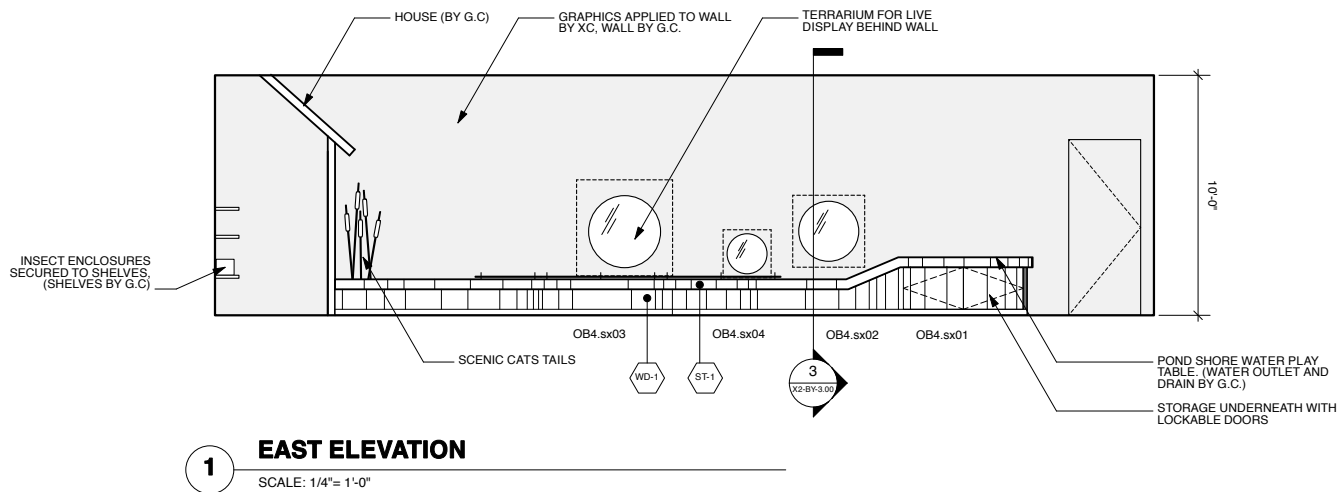 HOUSE (BY G.C)
GRAPHICS APPLIED TO WALL
BY XC, WALL BY G.C.
TERRARIUM FOR LIVE
DISPLAY BEHIND WALL
10'-0"
INSECT ENCLOSURES
SECURED TO SHELVES,
(SHELVES BY G.C)
OB4.sx03
OB4.sx04
OB4.sx02
OB4.sx01
SCENIC CATS TAILS
WD-1
ST-1
3
X2-BY-3.00
POND SHORE WATER PLAY
TABLE. (WATER OUTLET AND
DRAIN BY G.C.)
STORAGE UNDERNEATH WITH
LOCKABLE DOORS
1
EAST ELEVATION
SCALE: 1/4"= 1'-0"